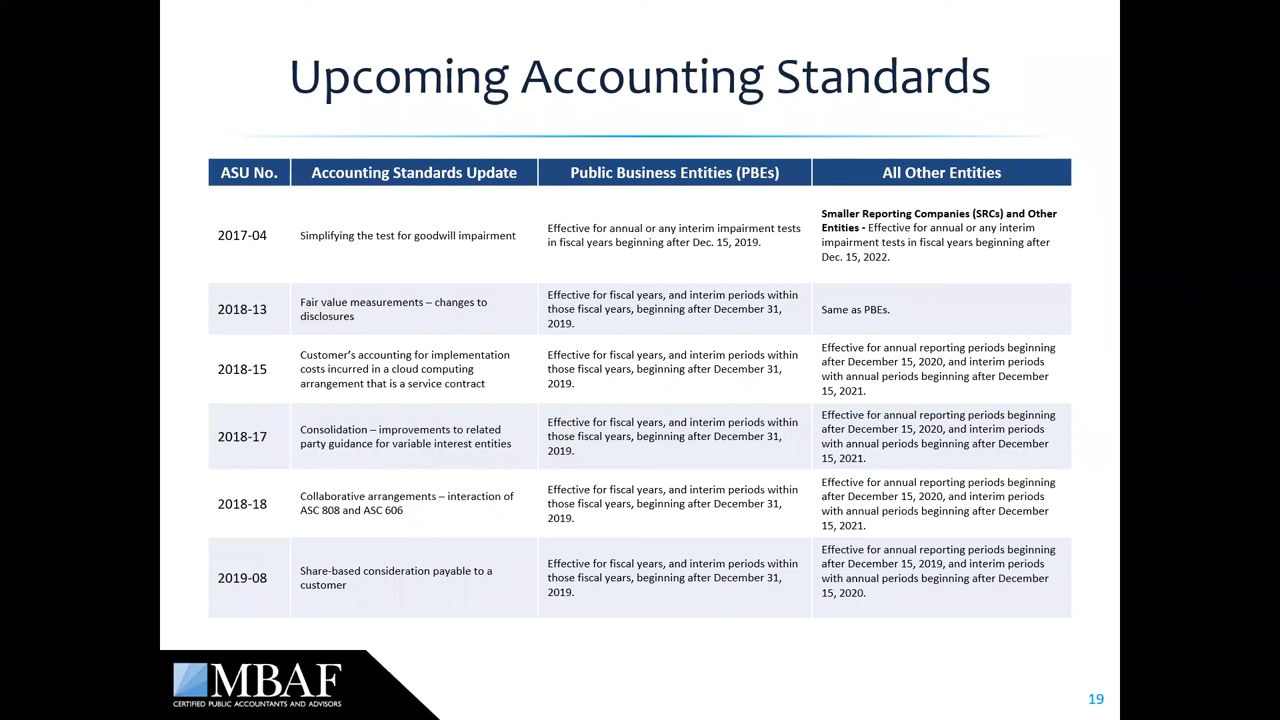 Upcoming Accounting Standards
ASU No.
Accounting Standards Update
Public Business Entities (PBEs)
All Other Entities
2017-04
Simplifying the test for goodwill impairment
Effective for annual or any interim impairment tests
in fiscal years beginning after Dec. 15, 2019.
Smaller Reporting Companies (SRCs) and Other
Entities - Effective for annual or any interim
impairment tests in fiscal years beginning after
Dec. 15, 2022.
2018-13
Fair value measurements – changes to
disclosures
Effective for fiscal years, and interim periods within
those fiscal years, beginning after December 31,
2019.
Same as PBEs.
2018-15
Customer’s accounting for implementation
costs incurred in a cloud computing
arrangement that is a service contract
Effective for fiscal years, and interim periods within
those fiscal years, beginning after December 31,
2019.
Effective for annual reporting periods beginning
after December 15, 2020, and interim periods
with annual periods beginning after December
15, 2021.
2018-17
Consolidation – improvements to related
party guidance for variable interest entities
Effective for fiscal years, and interim periods within
those fiscal years, beginning after December 31,
2019.
Effective for annual reporting periods beginning
after December 15, 2020, and interim periods
with annual periods beginning after December
15, 2021.
2018-18
Collaborative arrangements – interaction of
ASC 808 and ASC 606
Effective for fiscal years, and interim periods within
those fiscal years, beginning after December 31,
2019.
Effective for annual reporting periods beginning
after December 15, 2020, and interim periods
with annual periods beginning after December
15, 2021.
2019-08
Share-based consideration payable to a
customer
Effective for fiscal years, and interim periods within
those fiscal years, beginning after December 31,
2019.
Effective for annual reporting periods beginning
after December 15, 2019, and interim periods
with annual periods beginning after December
15, 2020.
MBAF
CERTIFIED PUBLIC ACCOUNTANTS AND ADVISORS
19